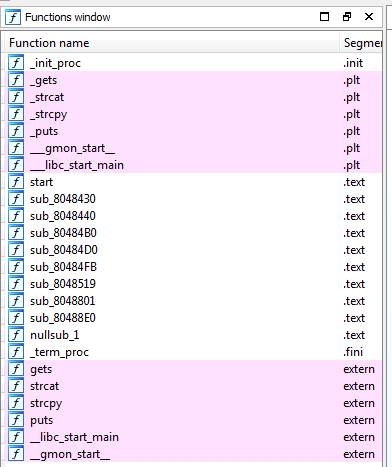 Functions window
Function name Segmen
f _init_proc .init
f _gets .plt
f _strcat .plt
f _strcpy .plt
f _puts .plt
f ___gmon_start__ .plt
f ___libc_start_main .plt
f start .text
f sub_8048430 .text
f sub_8048440 .text
f sub_80484B0 .text
f sub_80484D0 .text
f sub_80484FB .text
f sub_8048519 .text
f sub_8048801 .text
f sub_80488E0 .text
f nullsub_1 .text
f _term_proc .fini
f gets extern
f strcat extern
f strcpy extern
f puts extern
f __libc_start_main extern
f __gmon_start__ extern